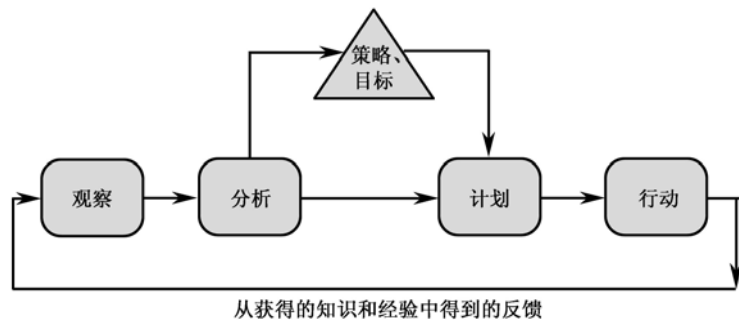 策略、
目标
观察
分析
计划
行动
从获得的知识和经验中得到的反馈